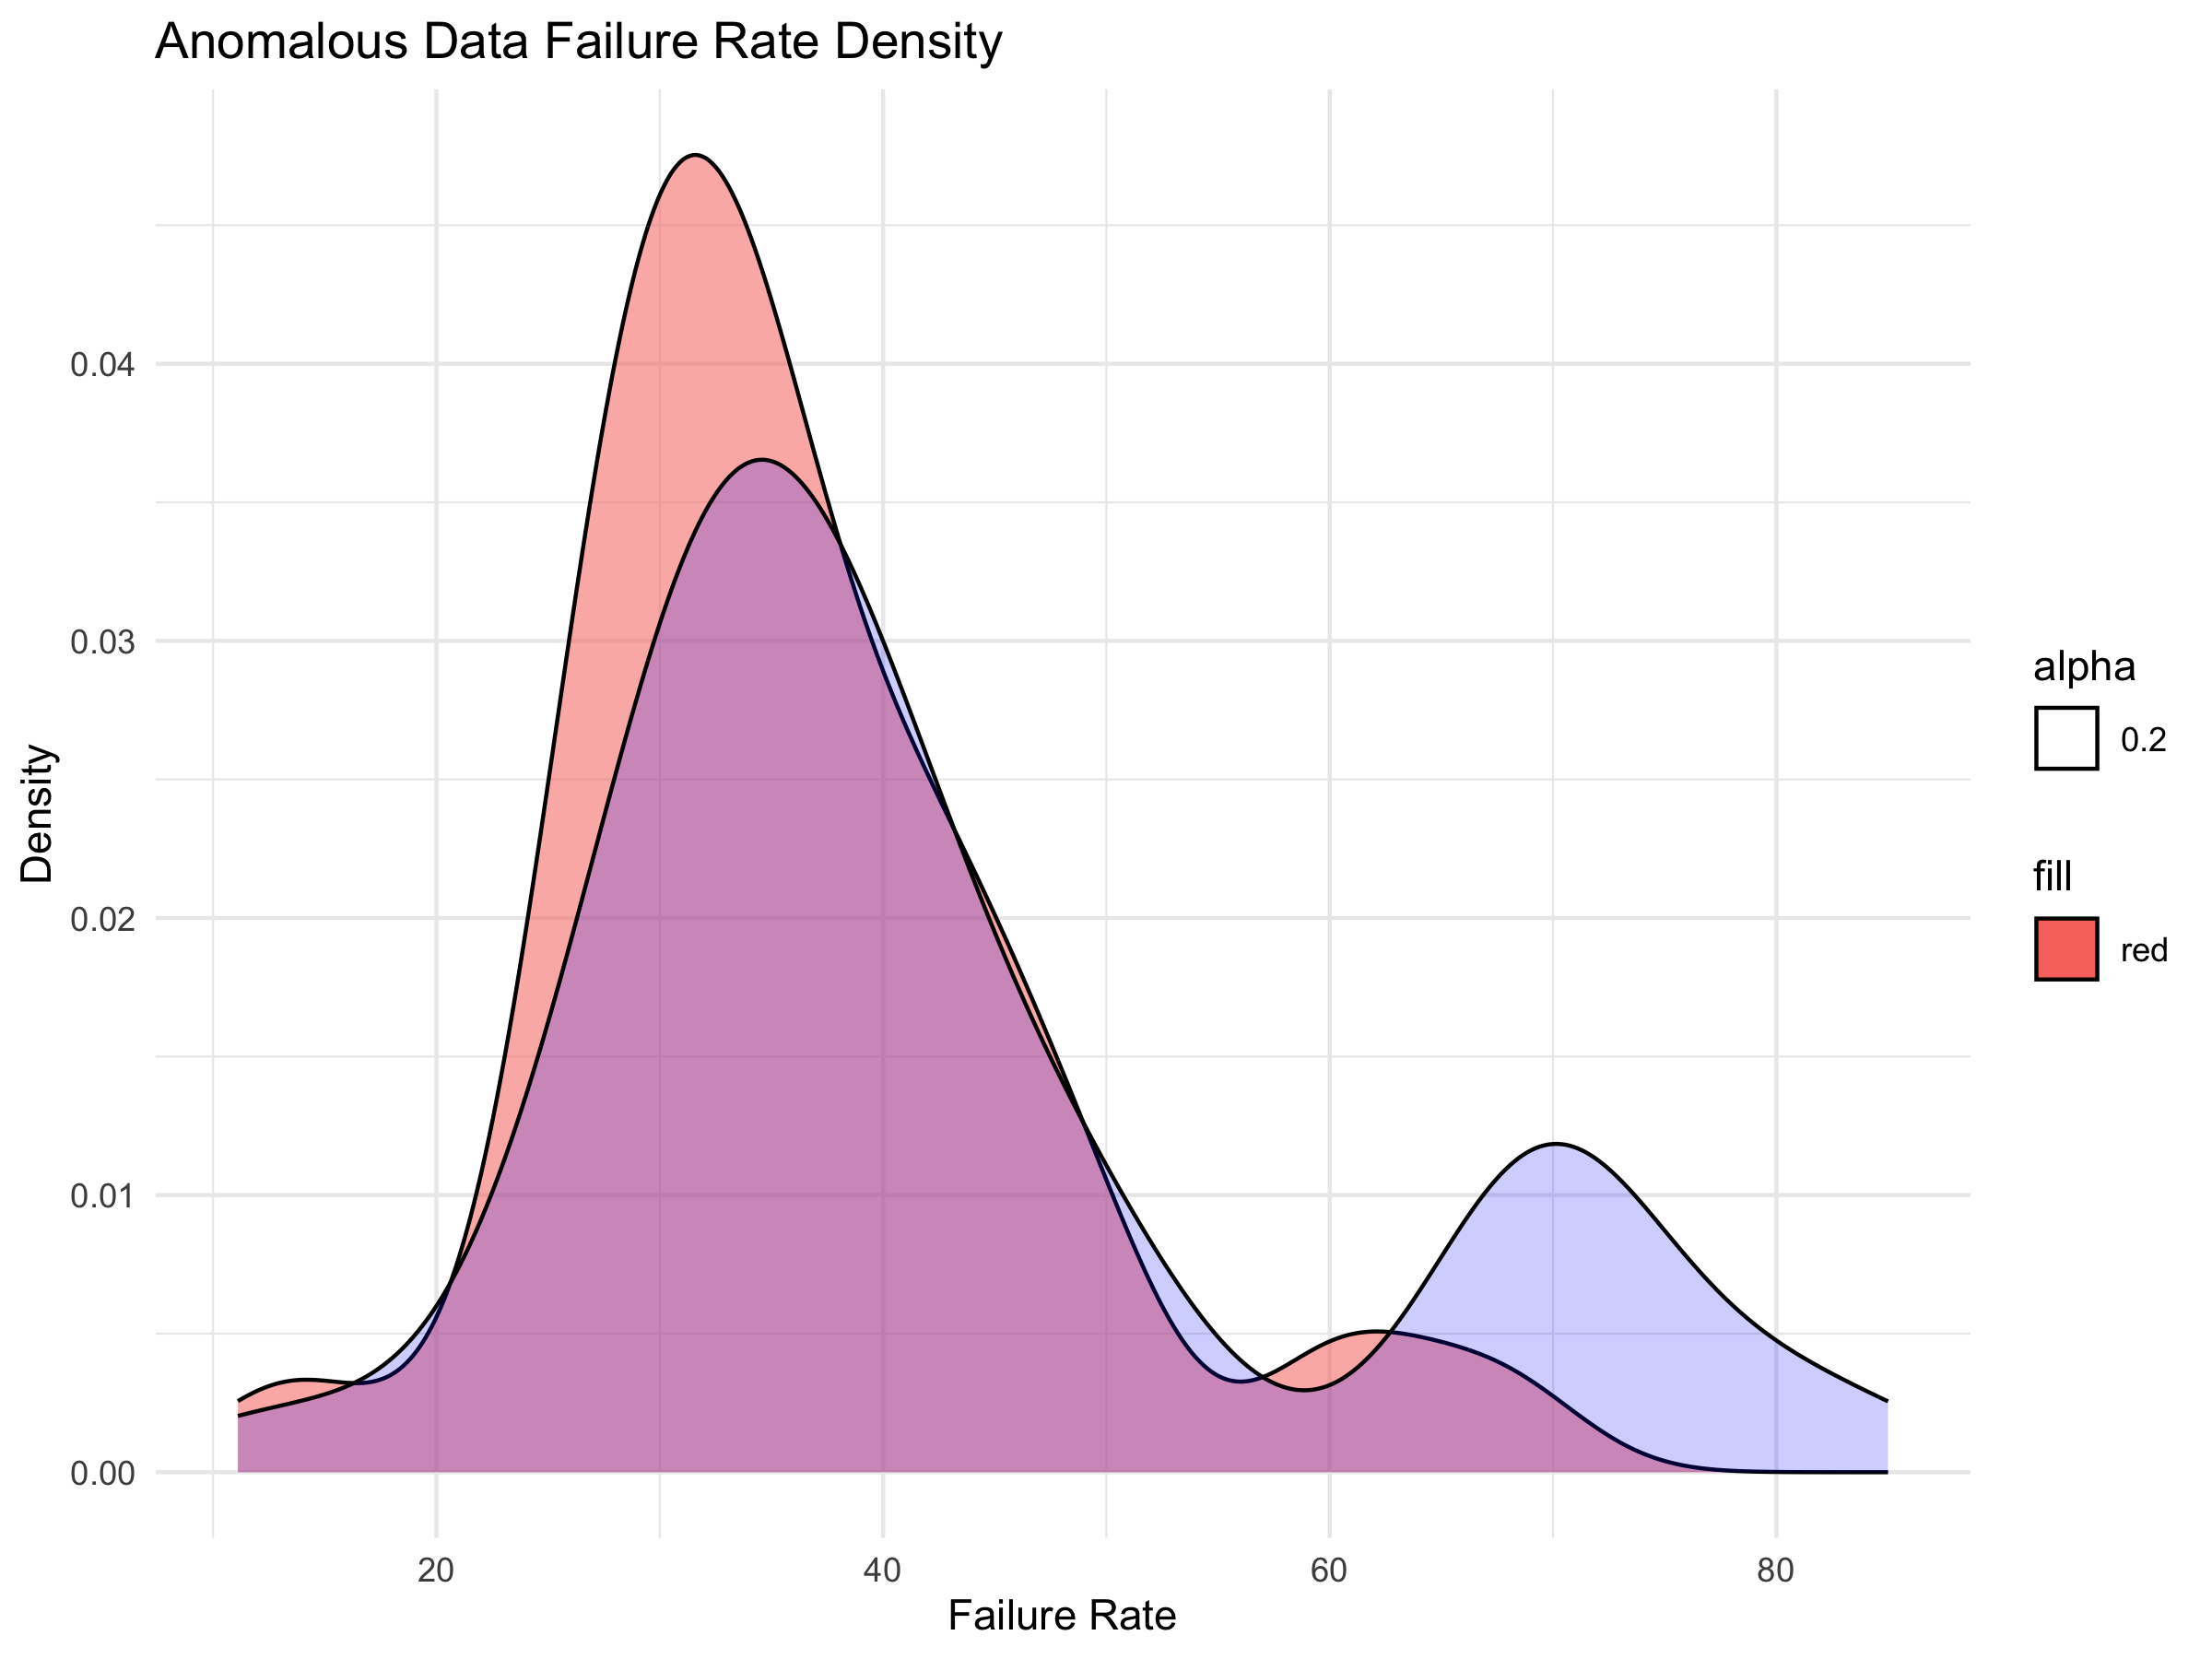 Anomalous Data Failure Rate Density
Density
0.04
0.03
0.02
0.01
0.00
20
40
60
80
Failure Rate
alpha
0.2
fill
red